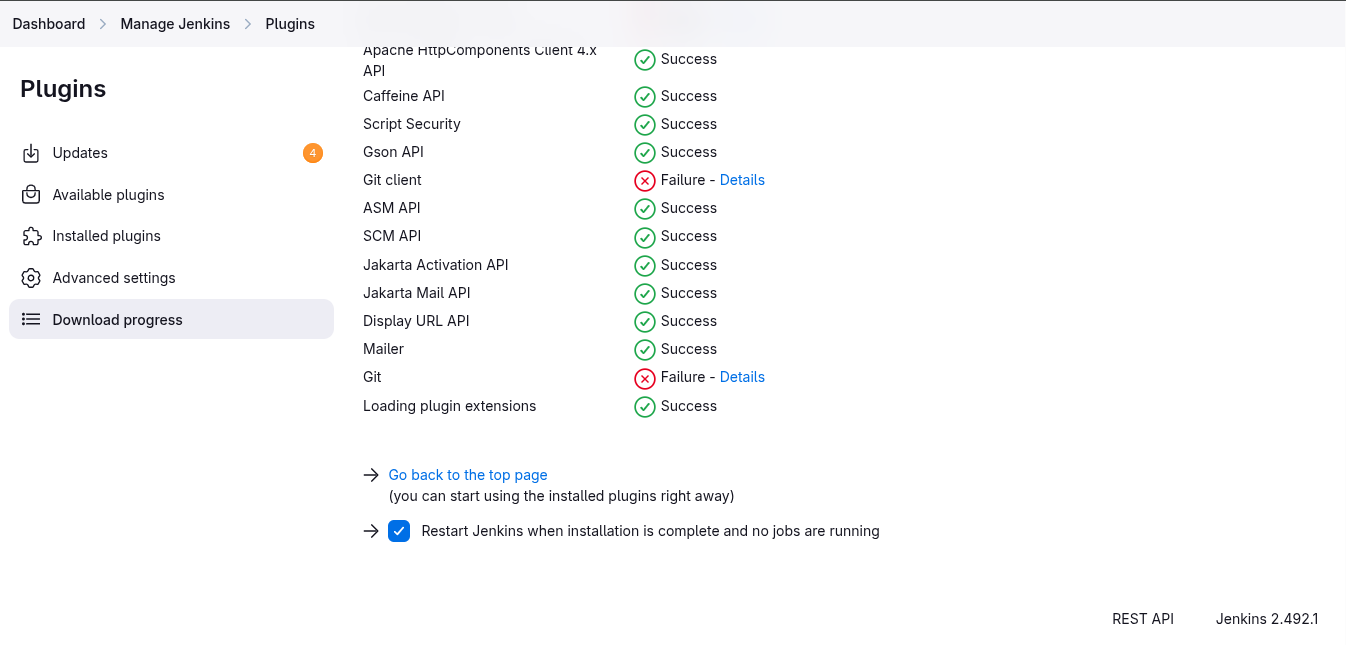 Dashboard > Manage Jenkins > Plugins
Plugins
Updates 4
Available plugins
Installed plugins
Advanced settings
Download progress
Apache HttpComponents Client 4.x
API Success
Caffeine API Success
Script Security Success
Gson API Success
Git client Failure - Details
ASM API Success
SCM API Success
Jakarta Activation API Success
Jakarta Mail API Success
Display URL API Success
Mailer Success
Git Failure - Details
Loading plugin extensions Success
Go back to the top page
(you can start using the installed plugins right away)
Restart Jenkins when installation is complete and no jobs are running
REST API Jenkins 2.492.1